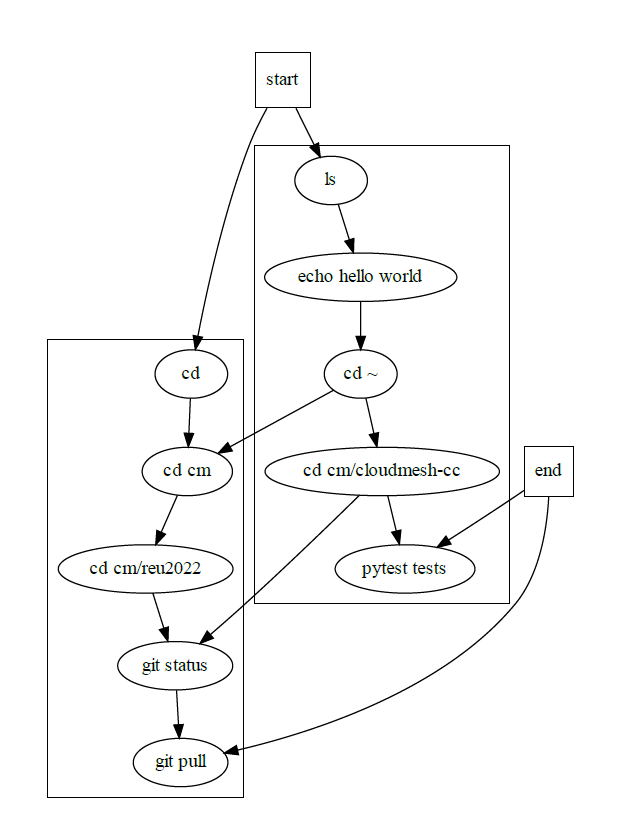 start
ls
echo hello world
cd
cd ~
cd cm
cd cm/cloudmesh-cc
end
cd cm/reu2022
pytest tests
git status
git pull